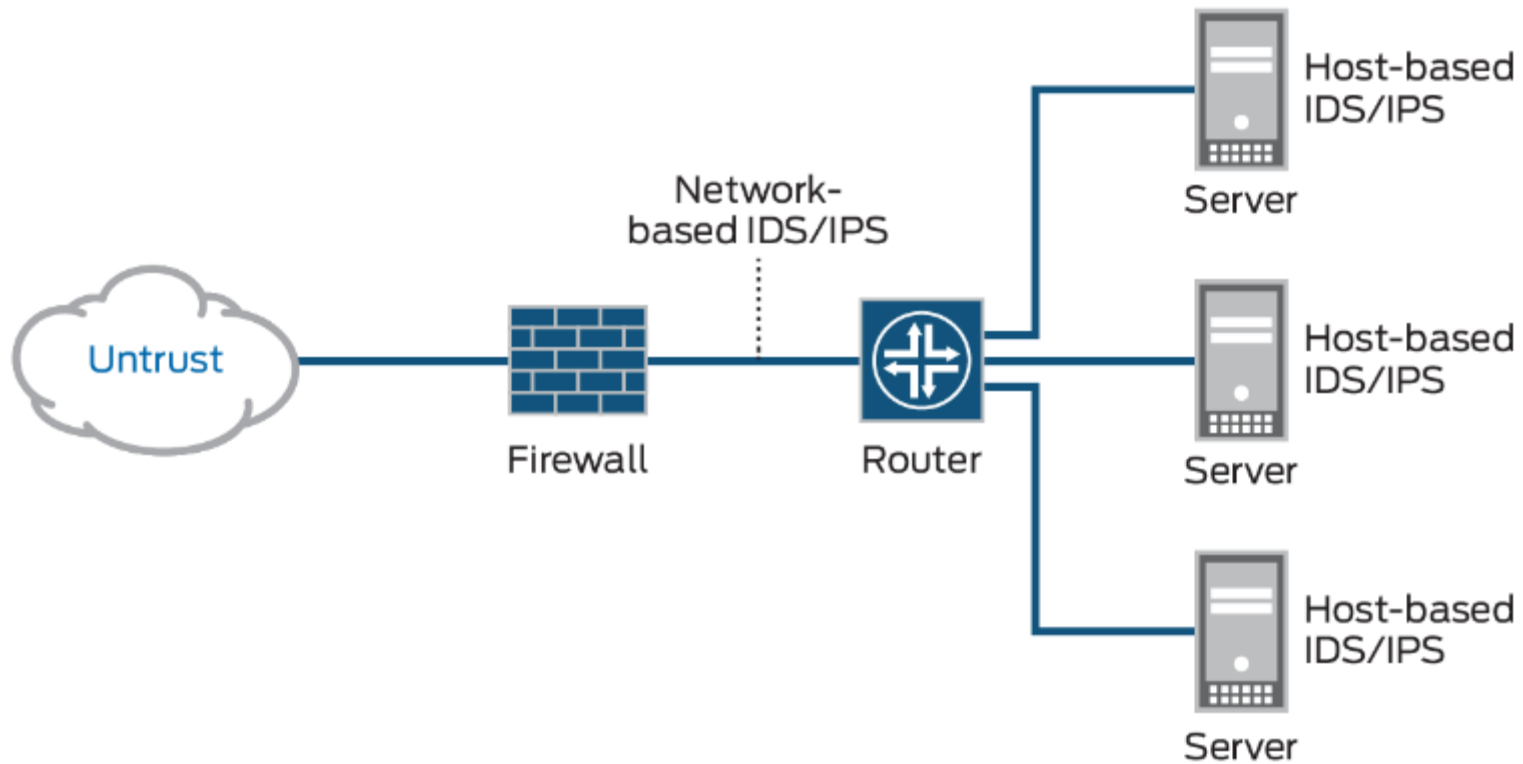 Untrust
Firewall
Network-
based IDS/IPS
Router
Host-based
IDS/IPS
Server
Host-based
IDS/IPS
Server
Host-based
IDS/IPS
Server